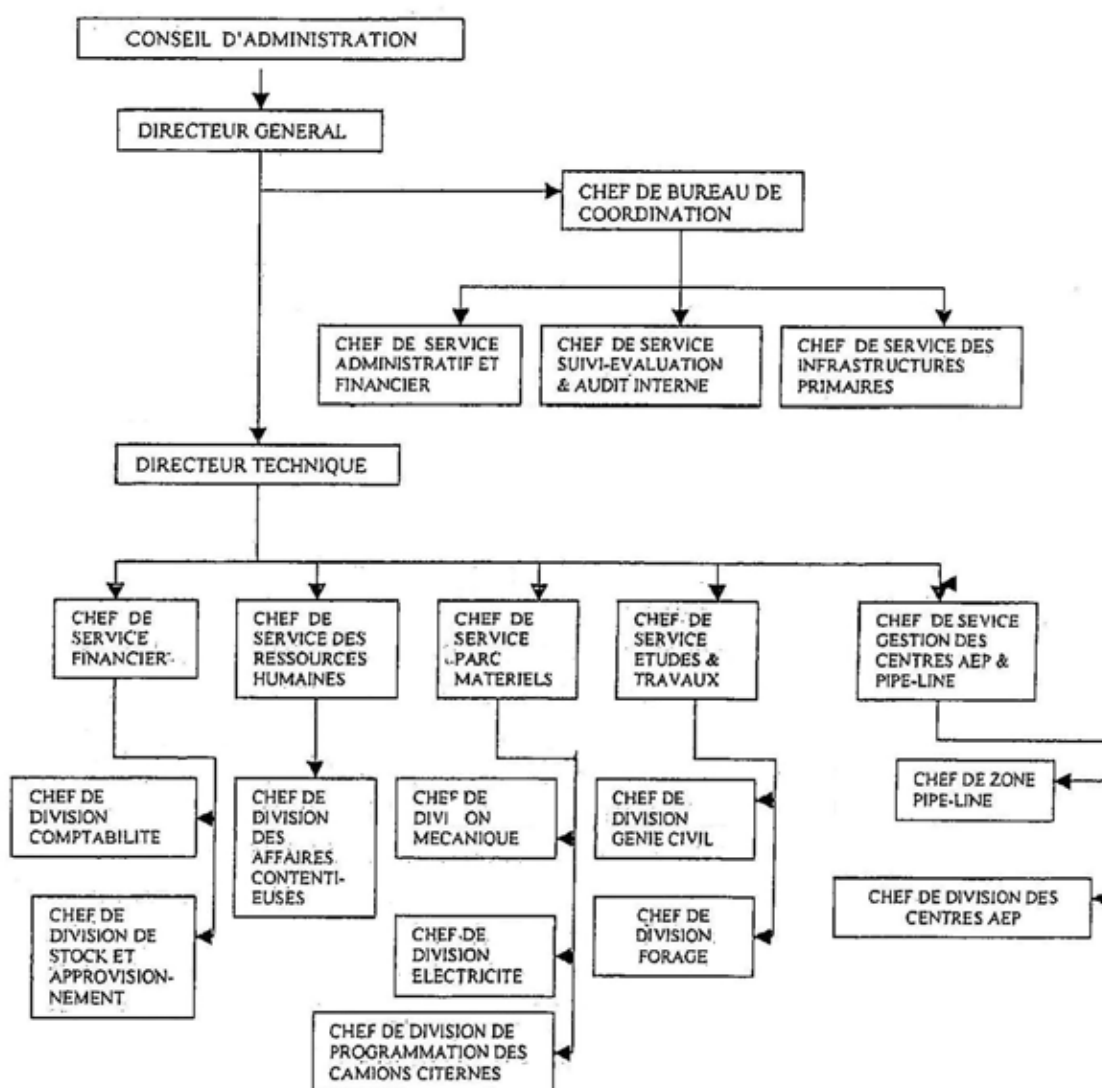 CONSEIL D'ADMINISTRATION
DIRECTEUR GENERAL
CHEF DE BUREAU DE
COORDINATION
CHEF DE SERVICE
ADMINISTRATIF ET
FINANCIER
CHEF DE SERVICE
SUIVI-EVALUATION
& AUDIT INTERNE
CHEF DE SERVICE DES
INFRASTRUCTURES
PRIMAIRES
DIRECTEUR TECHNIQUE
CHEF DE
SERVICE
FINANCIER
CHEF DE
SERVICE DES
RESSOURCES
HUMAINES
CHEF DE
SERVICE
PARC
MATERIELS
CHEF DE
SERVICE
ETUDES &
TRAVAUX
CHEF DE SEVICE
GESTION DES
CENTRES AEP &
PIPE-LINE
CHEF DE
DIVISION
COMPTABILITE
CHEF DE
DIVISION
DES
AFFAIRES
CONTENTI-
EUSES
CHEF DE
DIVI ON
MECANIQUE
CHEF DE
DIVISION
GENIE CIVIL
CHEF DE ZONE
PIPE-LINE
CHEF DE
DIVISION DE
STOCK ET
APPROVISION-
NEMENT
CHEF DE
DIVISION
ELECTRICITE
CHEF DE
DIVISION
FORAGE
CHEF DE DIVISION DES
CENTRES AEP
CHEF DE DIVISION DE
PROGRAMMATION DES
CAMIONS CITERNES